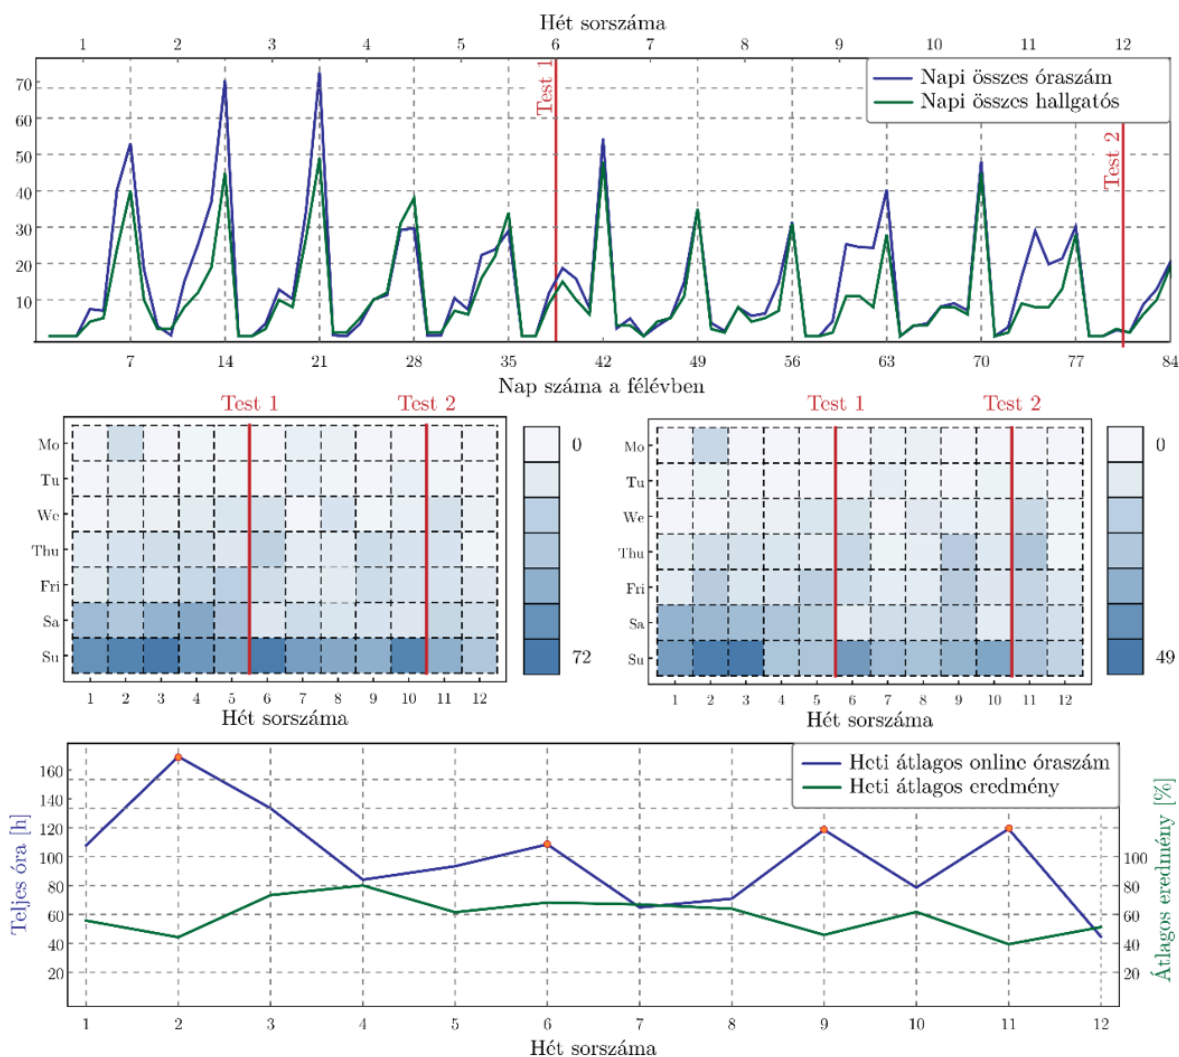 Hét sorszáma
1 2 3 4 5 6 7 8 9 10 11 12
70
60
50
40
30
20
10
Test 1
Test 2
Napi összes óraszám
Napi összes hallgatós
7 14 21 28 35 42 49 56 63 70 77 84
Nap száma a félévben
Test 1 Test 2
Mo
Tu
We
Thu
Fri
Sa
Su
0
72
1 2 3 4 5 6 7 8 9 10 11 12
Hét sorszáma
Test 1 Test 2
Mo
Tu
We
Thu
Fri
Sa
Su
0
49
1 2 3 4 5 6 7 8 9 10 11 12
Hét sorszáma
Teljes óra [h]
160
140
120
100
80
60
40
20
Heti átlagos online óraszám
Heti átlagos eredmény
100
80
60
40
20
Átlagos eredmény [%]
1 2 3 4 5 6 7 8 9 10 11 12
Hét sorszáma